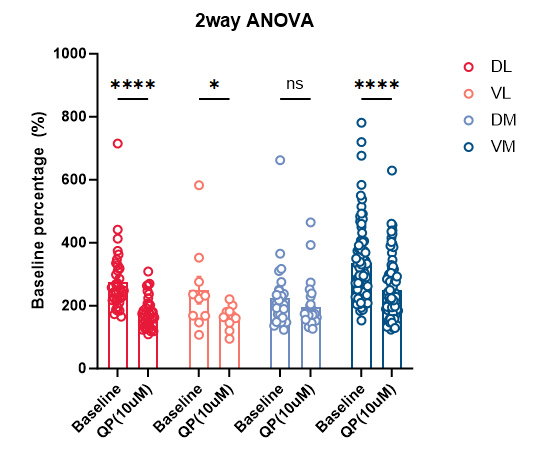 2way ANOVA
Baseline percentage (%)
1000
800
600
400
200
0
**** * ns ****
Baseline QP(10uM) Baseline QP(10uM) Baseline QP(10uM) Baseline QP(10uM)
DL
VL
DM
VM